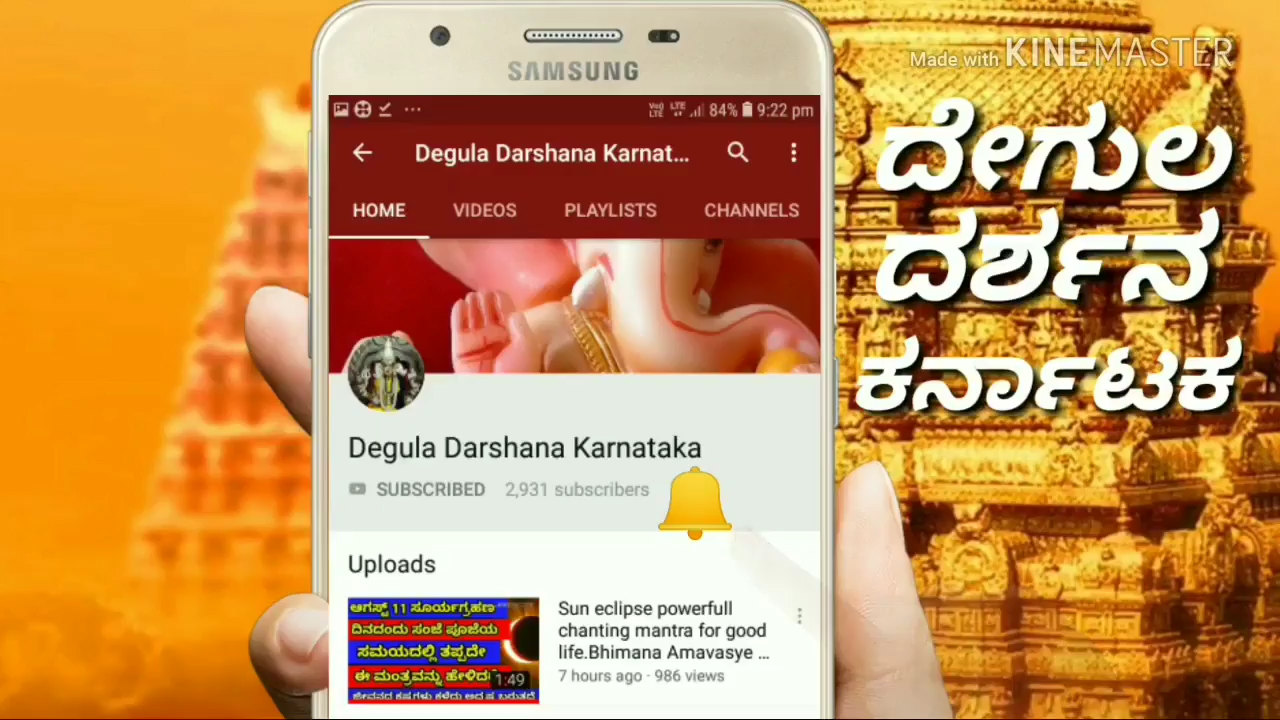 Made with KINEMASTER
SAMSUNG
84% 9:22 pm
Degula Darshana Karnat...
HOME VIDEOS PLAYLISTS CHANNELS
Degula Darshana Karnataka
SUBSCRIBED 2,931 subscribers
Uploads
ಆಗಸ್ಟ್ 11 ಸೂರ್ಯಗ್ರಹಣ
ದಿನದಂದು ಸಂಜೆ ಪೂಜೆಯ
ಸಮಯದಲ್ಲಿ ತಪ್ಪದೇ
ಈ ಮಂತ್ರವನ್ನು ಹೇಳಿದ
1:49
Sun eclipse powerfull
chanting mantra for good
life.Bhimana Amavasye ...
7 hours ago · 986 views
ದೇಗುಲ
ದರ್ಶನ
ಕರ್ನಾಟಕ